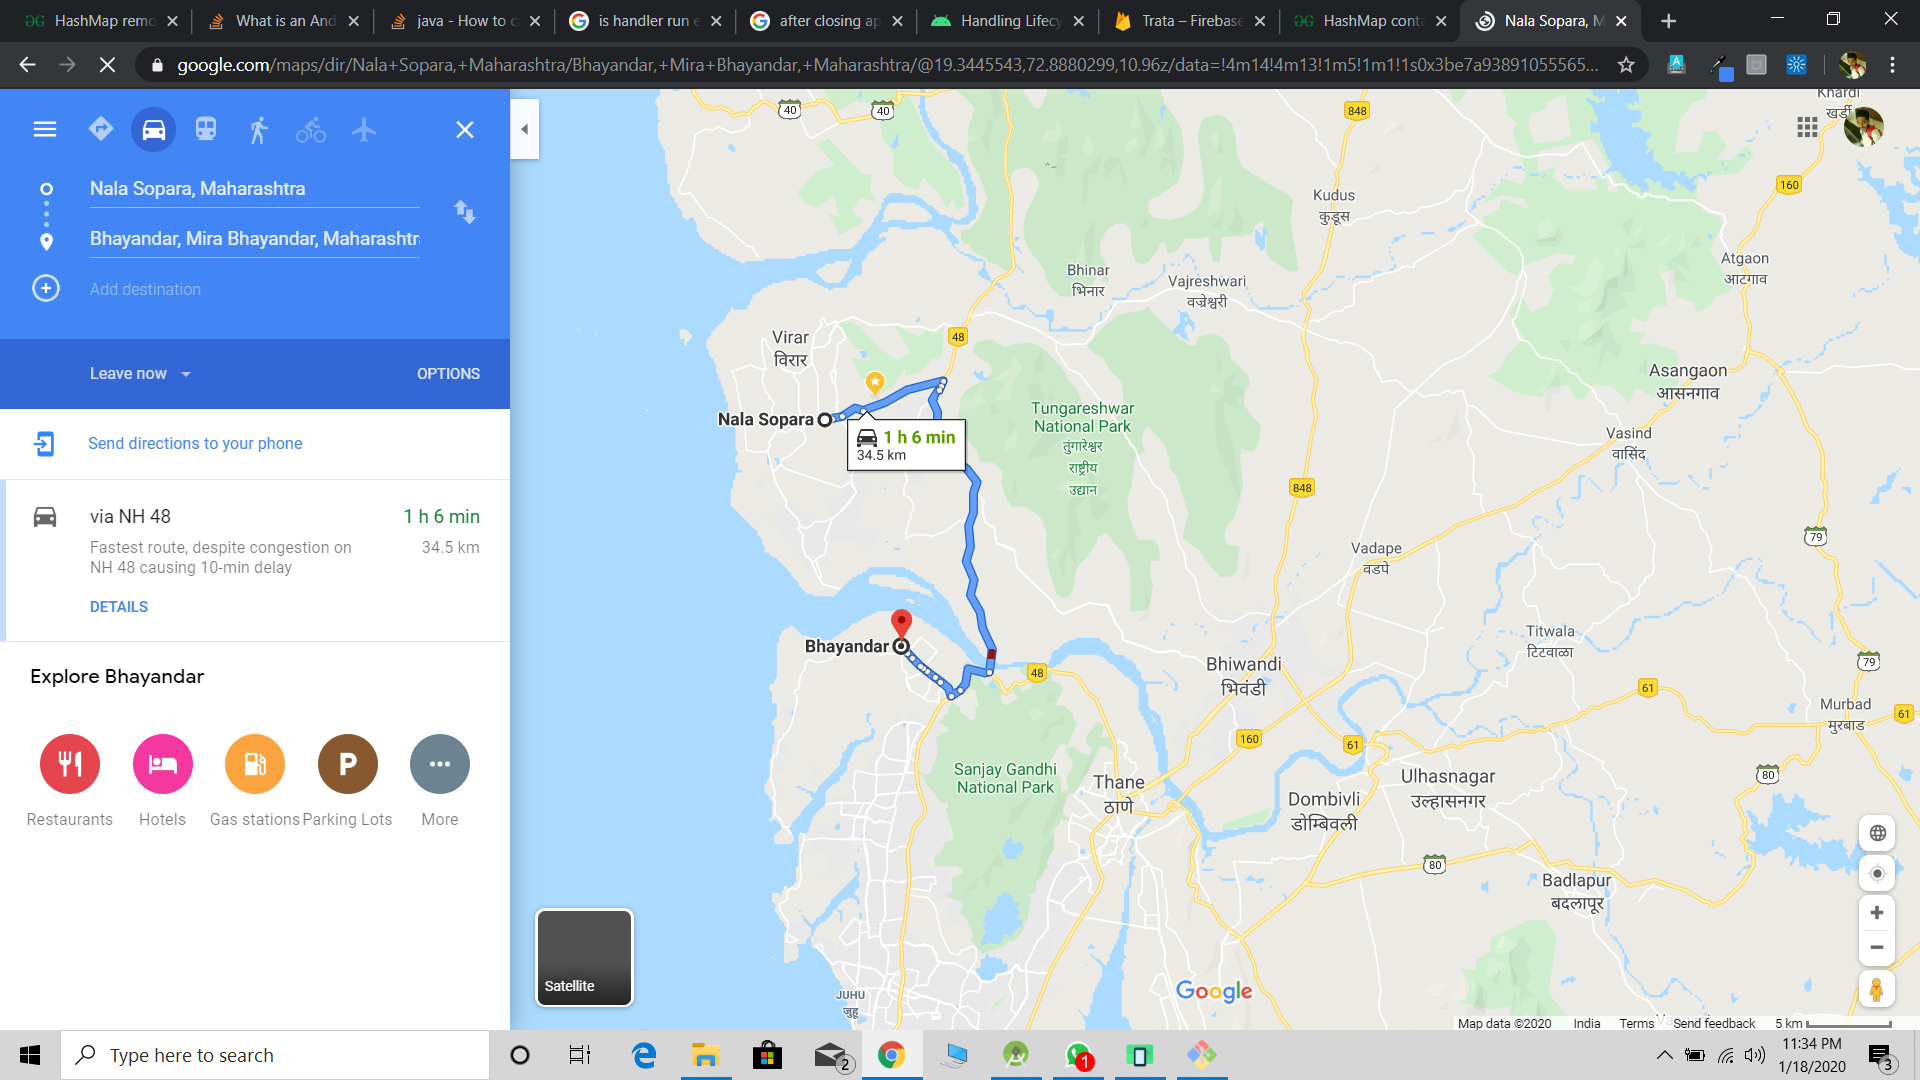 HashMap remo
What is an And
java - How to c
is handler run e
after closing ap
Handling Lifecy
Trata – Firebase
HashMap conta
Nala Sopara, M
google.com/maps/dir/Nala+Sopara,+Maharashtra/Bhayandar,+Mira+Bhayandar,+Maharashtra/@19.3445543,72.8880299,10.96z/data=!4m14!4m13!1m5!1m1!1s0x3be7a93891055565...
Nala Sopara, Maharashtra
Bhayandar, Mira Bhayandar, Maharashtr
Add destination
Leave now
OPTIONS
Send directions to your phone
via NH 48
1 h 6 min
Fastest route, despite congestion on
34.5 km
NH 48 causing 10-min delay
DETAILS
Explore Bhayandar
P
Restaurants
Hotels
Gas stations
Parking Lots
More
40
40
848
Khardi
खर्डी
160
Kudus
कुडूस
Bhinar
भिनार
Vajreshwari
वज्रेश्वरी
Atgaon
आटगाव
Virar
विरार
48
Asangaon
आसनगाव
Nala Sopara
1 h 6 min
34.5 km
Tungareshwar
National Park
तुंगारेश्वर
राष्ट्रीय
उद्यान
Vasind
वासिंद
848
79
Vadape
वडपे
Bhayandar
48
Bhiwandi
भिवंडी
Titwala
टिटवाळा
79
61
Murbad
मुरबाड
61
160
61
Sanjay Gandhi
National Park
Thane
ठाणे
Ulhasnagar
उल्हासनगर
80
Dombivli
डोम्बिवली
80
Badlapur
बदलापूर
JUHU
जुहू
Satellite
Google
Map data ©2020
India
Terms
Send feedback
5 km
Type here to search
2
1
11:34 PM
1/18/2020
3